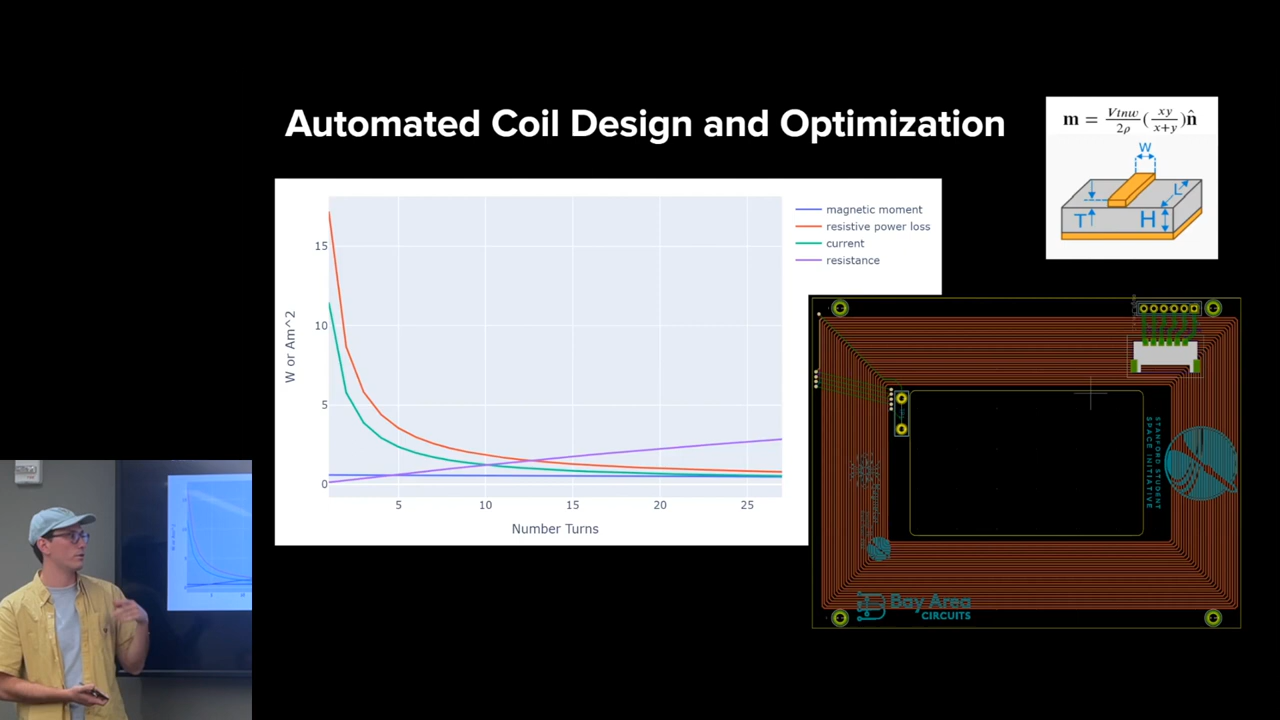 Automated Coil Design and Optimization
m = Vtnw/2ρ (xy/x+y) n̂
W
L
T
H
magnetic moment
resistive power loss
current
resistance
W or Am^2
15
10
5
0
5
10
15
20
25
Number Turns
STANFORD STUDENT
SPACE INITIATIVE
Bay Area
CIRCUITS